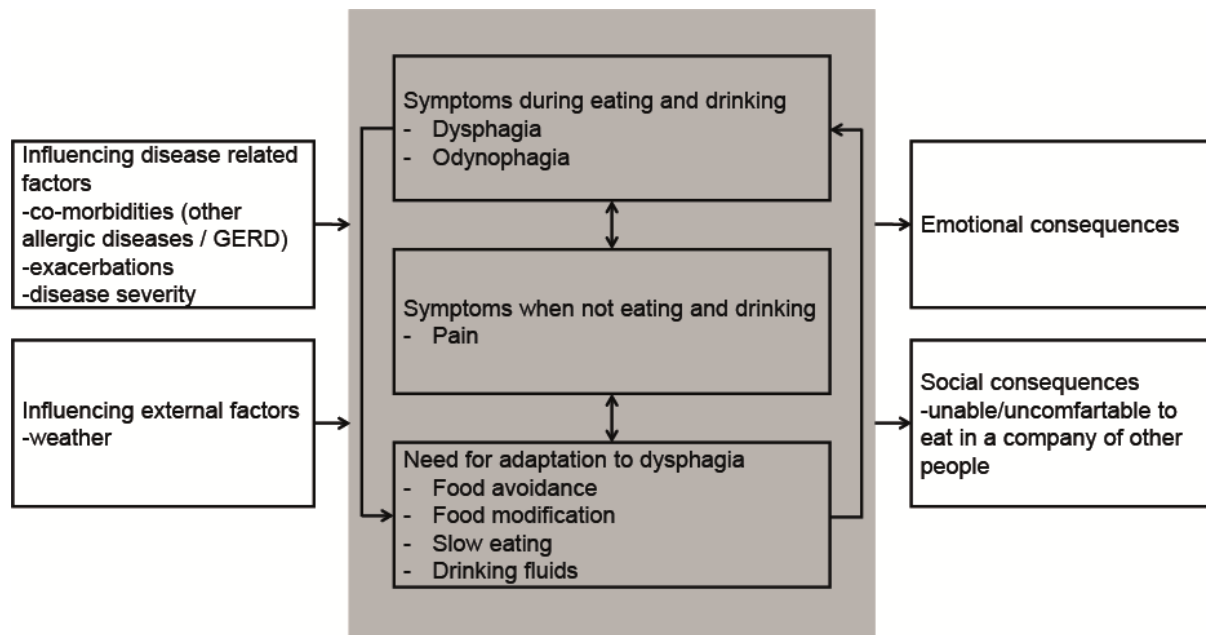 Influencing disease related
factors
-co-morbidities (other
allergic diseases / GERD)
-exacerbations
-disease severity
Influencing external factors
-weather
Symptoms during eating and drinking
- Dysphagia
- Odynophagia
Symptoms when not eating and drinking
- Pain
Need for adaptation to dysphagia
- Food avoidance
- Food modification
- Slow eating
- Drinking fluids
Emotional consequences
Social consequences
-unable/uncomfartable to
eat in a company of other
people